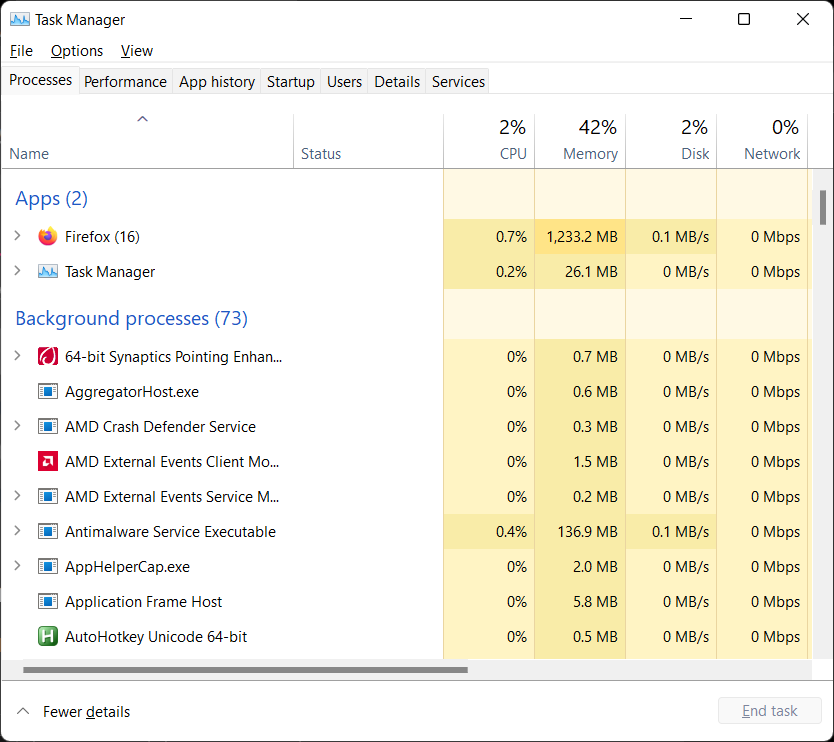 Task Manager
File Options View
Processes Performance App history Startup Users Details Services
2% 42% 2% 0%
Name Status CPU Memory Disk Network
Apps (2)
Firefox (16) 0.7% 1,233.2 MB 0.1 MB/s 0 Mbps
Task Manager 0.2% 26.1 MB 0 MB/s 0 Mbps
Background processes (73)
64-bit Synaptics Pointing Enhan... 0% 0.7 MB 0 MB/s 0 Mbps
AggregatorHost.exe 0% 0.6 MB 0 MB/s 0 Mbps
AMD Crash Defender Service 0% 0.3 MB 0 MB/s 0 Mbps
AMD External Events Client Mo... 0% 1.5 MB 0 MB/s 0 Mbps
AMD External Events Service M... 0% 0.2 MB 0 MB/s 0 Mbps
Antimalware Service Executable 0.4% 136.9 MB 0.1 MB/s 0 Mbps
AppHelperCap.exe 0% 2.0 MB 0 MB/s 0 Mbps
Application Frame Host 0% 5.8 MB 0 MB/s 0 Mbps
AutoHotkey Unicode 64-bit 0% 0.5 MB 0 MB/s 0 Mbps
Fewer details End task